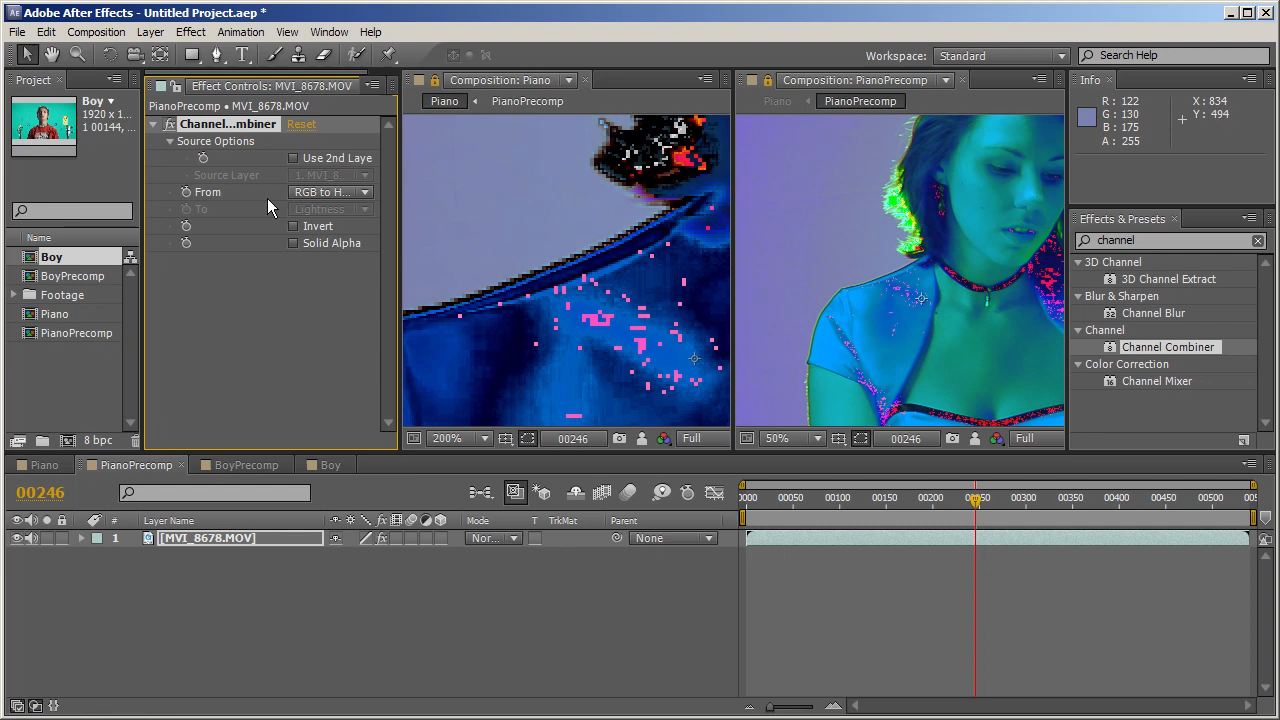 Adobe After Effects - Untitled Project.aep *
File Edit Composition Layer Effect Animation View Window Help
Workspace: Standard
Search Help
Project
Boy
1920 x 1...
1 00144, ...
Name
Boy
BoyPrecomp
Footage
Piano
PianoPrecomp
8 bpc
Effect Controls: MVI_8678.MOV
PianoPrecomp • MVI_8678.MOV
Channel...mbiner Reset
Source Options
Use 2nd Laye
Source Layer 1. MVI_8...
From RGB to H...
To Lightness
Invert
Solid Alpha
Composition: Piano
Piano PianoPrecomp
200% 00246 Full
Composition: PianoPrecomp
Piano PianoPrecomp
50% 00246 Full
Info
R : 122
G : 130
B : 175
A : 255
X : 834
Y : 494
Effects & Presets
channel
3D Channel
3D Channel Extract
Blur & Sharpen
Channel Blur
Channel
Channel Combiner
Color Correction
Channel Mixer
Piano PianoPrecomp BoyPrecomp Boy
00246
0000 00050 00100 00150 00200 00250 00300 00350 00400 00450 00500 005
# Layer Name Mode T TrkMat Parent
1 [MVI_8678.MOV] Nor... None